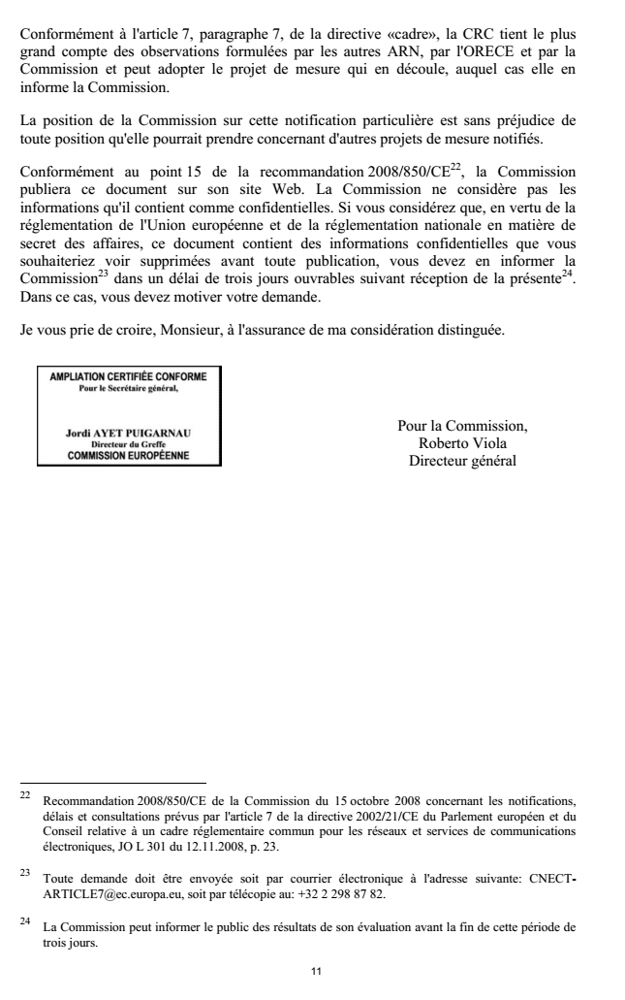 Conformément à l'article 7, paragraphe 7, de la directive «cadre», la CRC tient le plus
grand compte des observations formulées par les autres ARN, par l'ORECE et par la
Commission et peut adopter le projet de mesure qui en découle, auquel cas elle en
informe la Commission.
La position de la Commission sur cette notification particulière est sans préjudice de
toute position qu'elle pourrait prendre concernant d'autres projets de mesure notifiés.
Conformément au point 15 de la recommandation 2008/850/CE22, la Commission
publiera ce document sur son site Web. La Commission ne considère pas les
informations qu'il contient comme confidentielles. Si vous considérez que, en vertu de la
réglementation de l'Union européenne et de la réglementation nationale en matière de
secret des affaires, ce document contient des informations confidentielles que vous
souhaiteriez voir supprimées avant toute publication, vous devez en informer la
Commission23 dans un délai de trois jours ouvrables suivant réception de la présente24.
Dans ce cas, vous devez motiver votre demande.
Je vous prie de croire, Monsieur, à l'assurance de ma considération distinguée.
AMPLIATION CERTIFIÉE CONFORME
Pour le Secrétaire général,
Jordi AYET PUIGARNAU
Directeur du Greffe
COMMISSION EUROPÉENNE
Pour la Commission,
Roberto Viola
Directeur général
22 Recommandation 2008/850/CE de la Commission du 15 octobre 2008 concernant les notifications,
délais et consultations prévus par l'article 7 de la directive 2002/21/CE du Parlement européen et du
Conseil relative à un cadre réglementaire commun pour les réseaux et services de communications
électroniques, JO L 301 du 12.11.2008, p. 23.
23 Toute demande doit être envoyée soit par courrier électronique à l'adresse suivante: CNECT-
ARTICLE7@ec.europa.eu, soit par télécopie au: +32 2 298 87 82.
24 La Commission peut informer le public des résultats de son évaluation avant la fin de cette période de
trois jours.
11